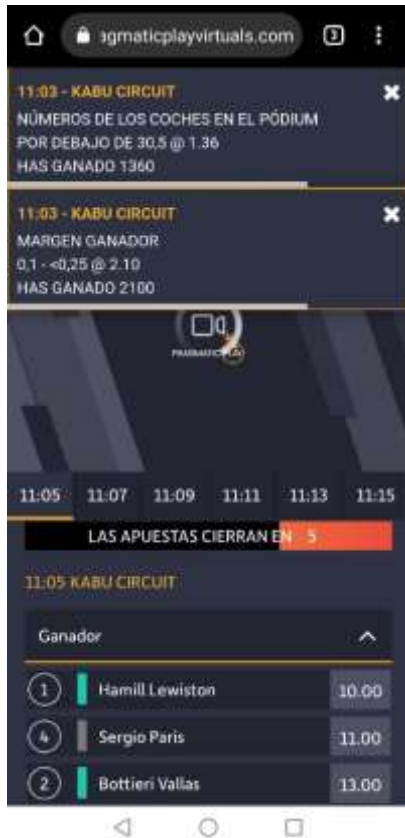 agmaticplayvirtuals.com
3
11:03 - KABU CIRCUIT
NÚMEROS DE LOS COCHES EN EL PÓDIUM
POR DEBAJO DE 30,5 @ 1.36
HAS GANADO 1360
11:03 - KABU CIRCUIT
MARGEN GANADOR
0,1 - <0,25 @ 2.10
HAS GANADO 2100
11:05 11:07 11:09 11:11 11:13 11:15
LAS APUESTAS CIERRAN EN 5
11:05 KABU CIRCUIT
Ganador
1 Hamill Lewiston 10.00
4 Sergio Paris 11.00
2 Bottieri Vallas 13.00